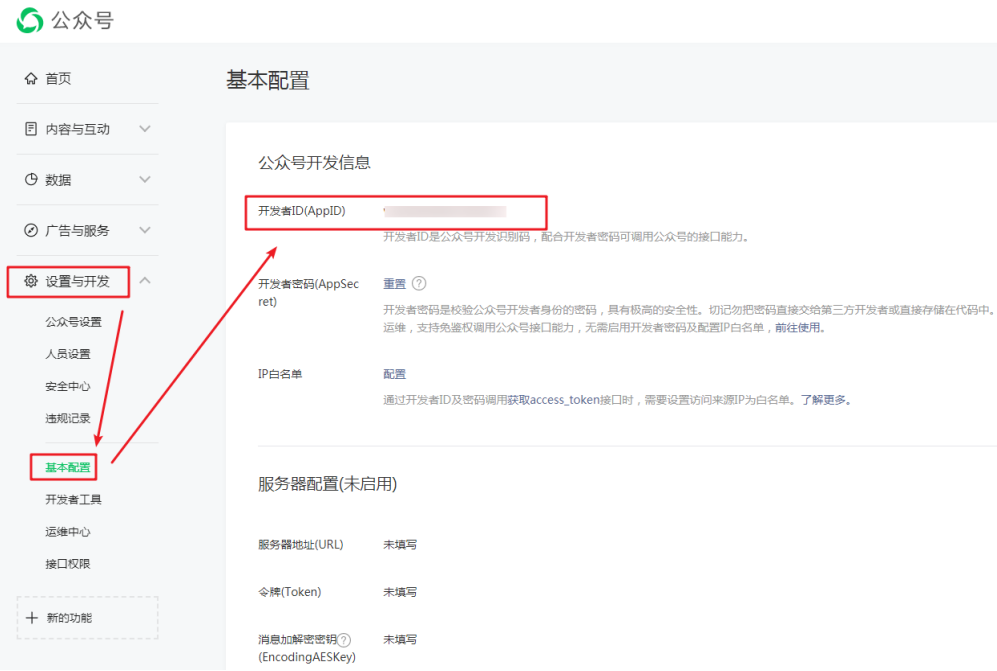 公众号
首页
内容与互动
数据
广告与服务
设置与开发
公众号设置
人员设置
安全中心
违规记录
基本配置
开发者工具
运维中心
接口权限
新的功能
基本配置
公众号开发信息
开发者ID(AppID)
开发者ID是公众号开发识别码，配合开发者密码可调用公众号的接口能力。
开发者密码(AppSec
ret)
重置
开发者密码是校验公众号开发者身份的密码，具有极高的安全性。切记勿把密码直接交给第三方开发者或直接存储在代码中。
运维，支持免鉴权调用公众号接口能力，无需启用开发者密码及配置IP白名单，前往使用。
IP白名单
配置
通过开发者ID及密码调用获取access_token接口时，需要设置访问来源IP为白名单。了解更多。
服务器配置(未启用)
服务器地址(URL) 未填写
令牌(Token) 未填写
消息加解密密钥 未填写
(EncodingAESKey)